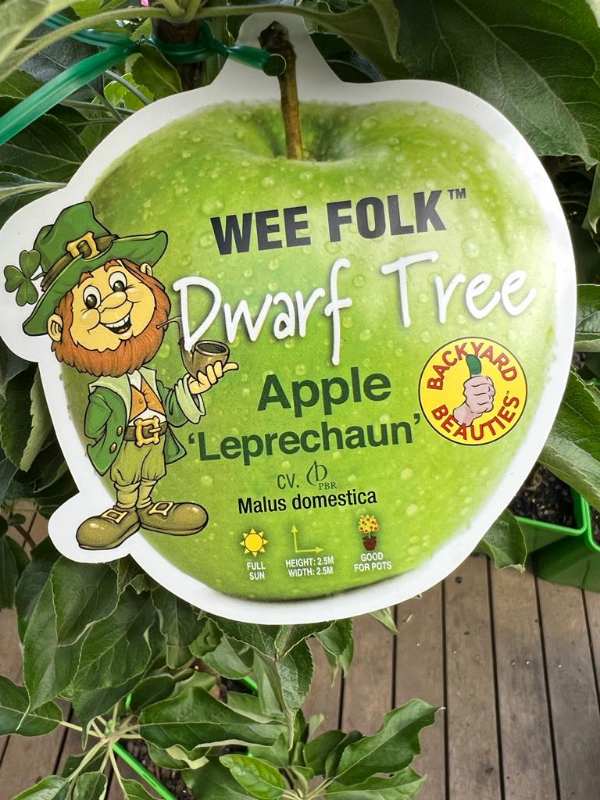 WEE FOLK™
Dwarf Tree
Apple
'Leprechaun'
BACKYARD
BEAUTIES
CV. PBR
Malus domestica
FULL
SUN
HEIGHT: 2.5M
WIDTH: 2.5M
GOOD
FOR POTS